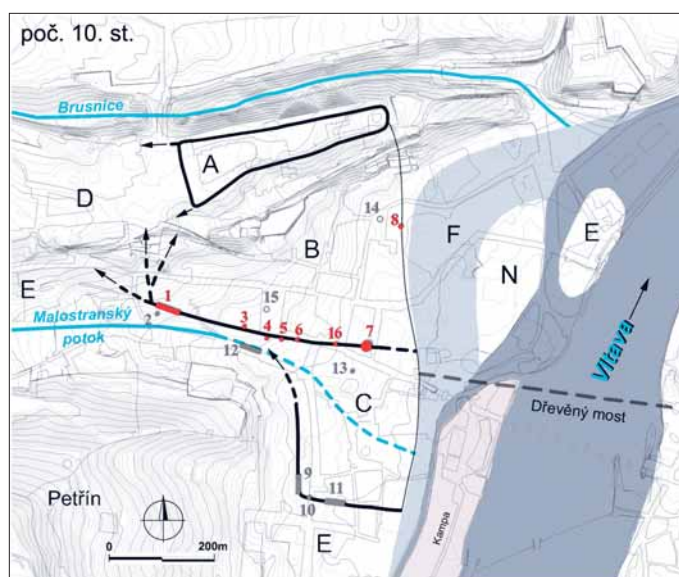 poč. 10. st.
Brusnice
A
D
14
8
B
F
E
N
E
1
15
2
3
4
5
6
16
7
Malostranský
potok
12
13
Vltava
C
Dřevěný most
9
11
10
Petřín
E
Kampa
0
200m